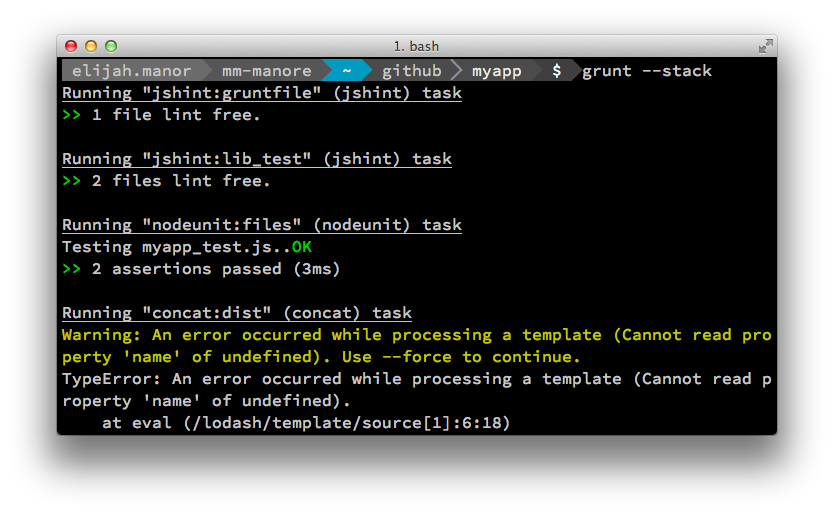 1. bash
elijah.manor mm-manore ~ github myapp $ grunt --stack
Running "jshint:gruntfile" (jshint) task
>> 1 file lint free.
Running "jshint:lib_test" (jshint) task
>> 2 files lint free.
Running "nodeunit:files" (nodeunit) task
Testing myapp_test.js..OK
>> 2 assertions passed (3ms)
Running "concat:dist" (concat) task
Warning: An error occurred while processing a template (Cannot read pro
perty 'name' of undefined). Use --force to continue.
TypeError: An error occurred while processing a template (Cannot read p
roperty 'name' of undefined).
    at eval (/lodash/template/source[1]:6:18)